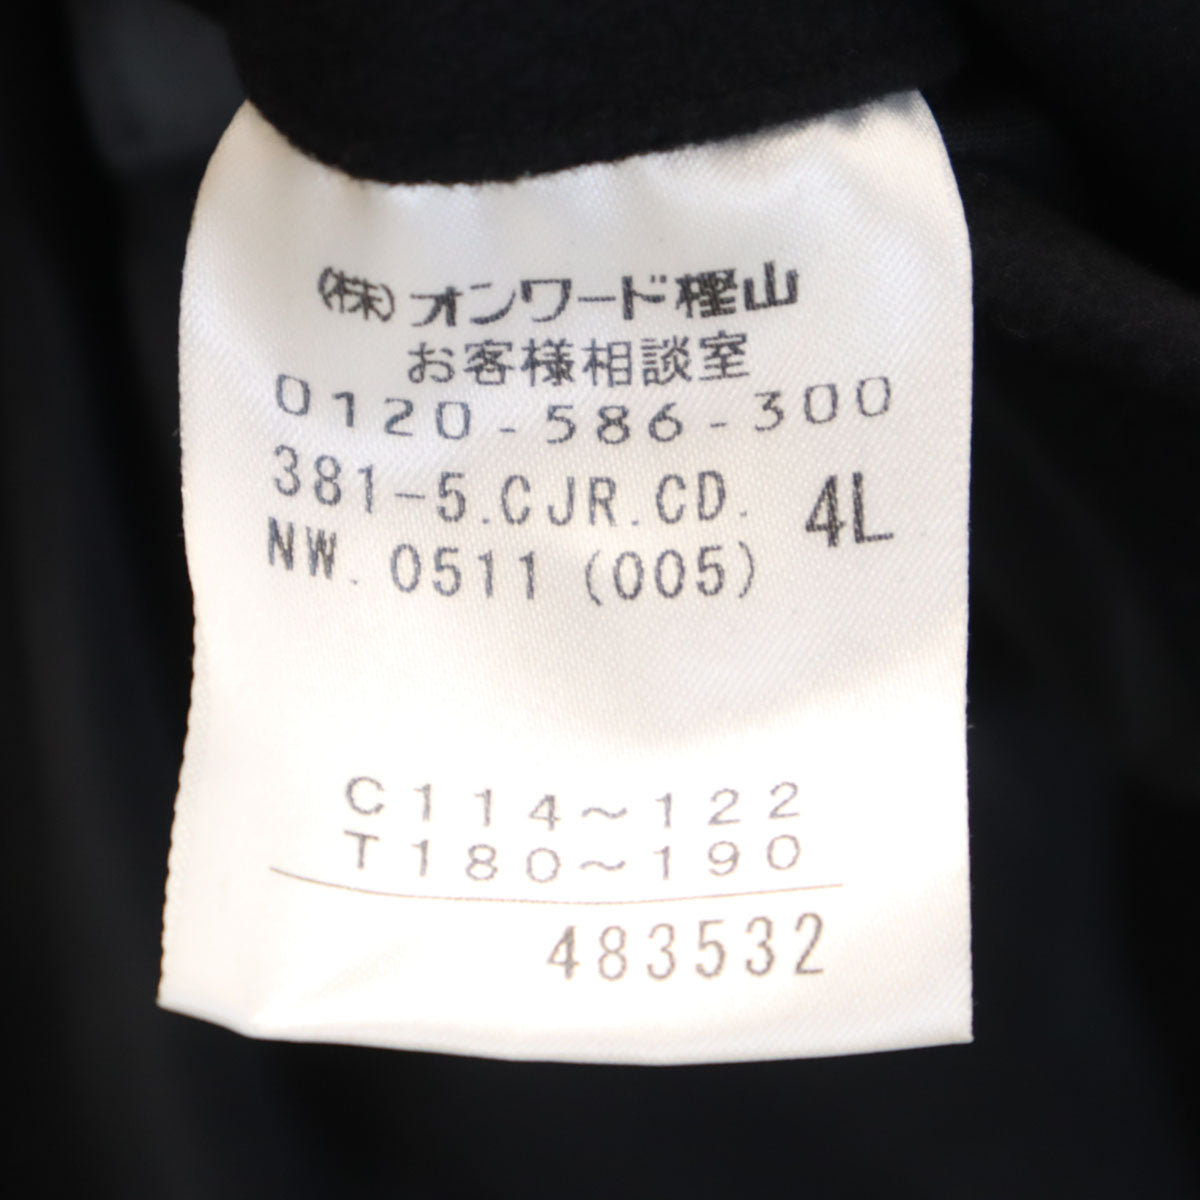 (株)オンワード樫山
お客様相談室
0120-586-300
381-5.CJR.CD. 4L
NW. 0511 (005)
C114～122
T180～190
483532